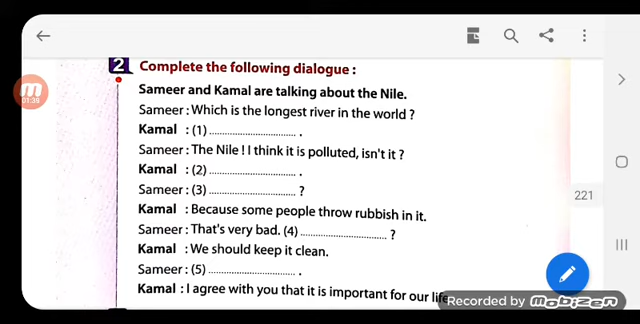 2 Complete the following dialogue :
Sameer and Kamal are talking about the Nile.
Sameer : Which is the longest river in the world ?
Kamal : (1) .............................. .
Sameer : The Nile ! I think it is polluted, isn't it ?
Kamal : (2) .............................. .
Sameer : (3) .............................. ?
Kamal : Because some people throw rubbish in it.
Sameer : That's very bad. (4) .............................. ?
Kamal : We should keep it clean.
Sameer : (5) .............................. .
Kamal : I agree with you that it is important for our life
01:38
221
Recorded by Mobizen